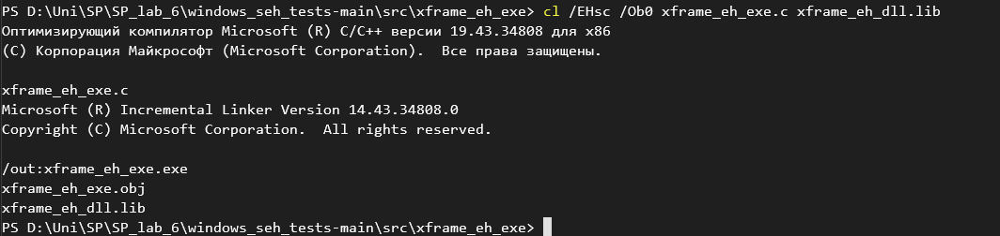 PS D:\Uni\SP\SP_lab_6\windows_seh_tests-main\src\xframe_eh_exe> cl /EHsc /Ob0 xframe_eh_exe.c xframe_eh_dll.lib
Оптимизирующий компилятор Microsoft (R) C/C++ версии 19.43.34808 для x86
(C) Корпорация Майкрософт (Microsoft Corporation).  Все права защищены.

xframe_eh_exe.c
Microsoft (R) Incremental Linker Version 14.43.34808.0
Copyright (C) Microsoft Corporation.  All rights reserved.

/out:xframe_eh_exe.exe
xframe_eh_exe.obj
xframe_eh_dll.lib
PS D:\Uni\SP\SP_lab_6\windows_seh_tests-main\src\xframe_eh_exe>